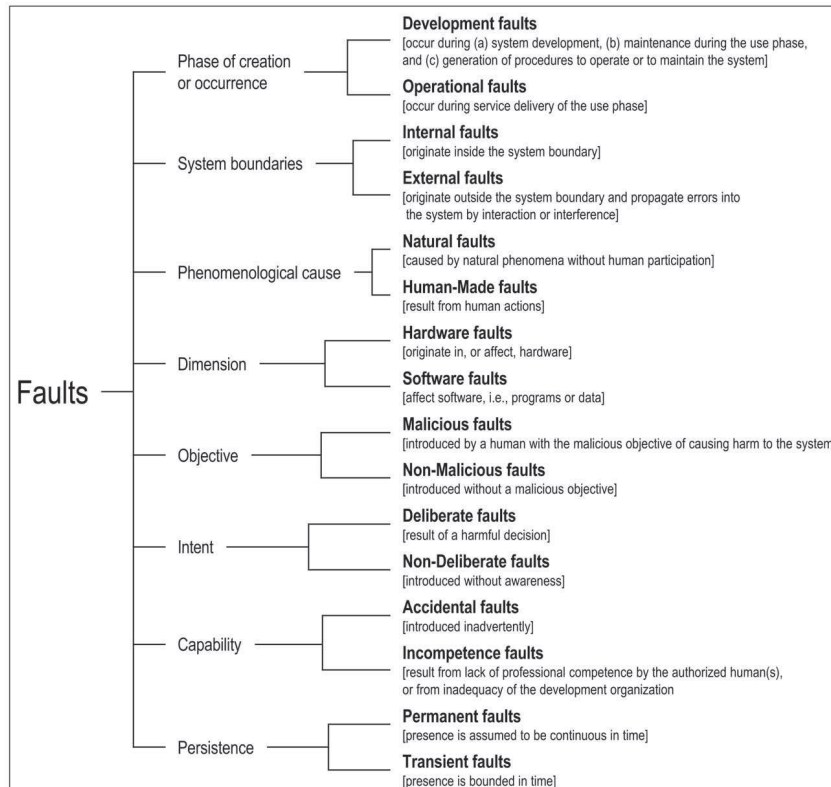 Faults
Phase of creation
or occurrence
Development faults
[occur during (a) system development, (b) maintenance during the use phase,
and (c) generation of procedures to operate or to maintain the system]
Operational faults
[occur during service delivery of the use phase]
System boundaries
Internal faults
[originate inside the system boundary]
External faults
[originate outside the system boundary and propagate errors into
the system by interaction or interference]
Phenomenological cause
Natural faults
[caused by natural phenomena without human participation]
Human-Made faults
[result from human actions]
Dimension
Hardware faults
[originate in, or affect, hardware]
Software faults
[affect software, i.e., programs or data]
Objective
Malicious faults
[introduced by a human with the malicious objective of causing harm to the system
Non-Malicious faults
[introduced without a malicious objective]
Intent
Deliberate faults
[result of a harmful decision]
Non-Deliberate faults
[introduced without awareness]
Capability
Accidental faults
[introduced inadvertently]
Incompetence faults
[result from lack of professional competence by the authorized human(s),
or from inadequacy of the development organization
Persistence
Permanent faults
[presence is assumed to be continuous in time]
Transient faults
[presence is bounded in time]